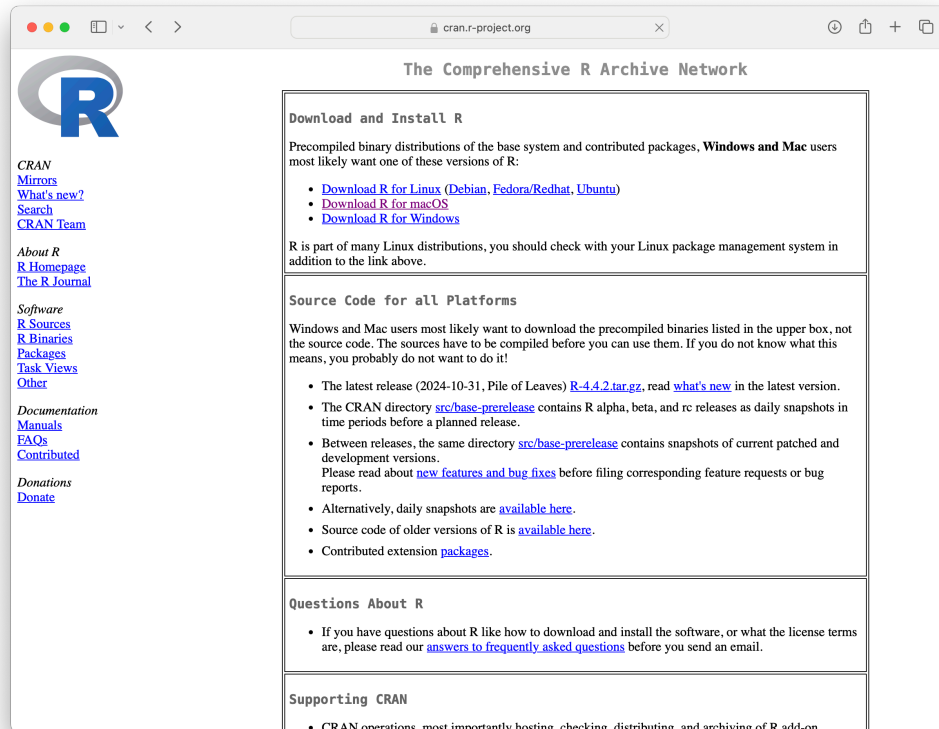 cran.r-project.org
R
The Comprehensive R Archive Network
CRAN
Mirrors
What's new?
Search
CRAN Team
About R
R Homepage
The R Journal
Software
R Sources
R Binaries
Packages
Task Views
Other
Documentation
Manuals
FAQs
Contributed
Donations
Donate
Download and Install R
Precompiled binary distributions of the base system and contributed packages, Windows and Mac users
most likely want one of these versions of R:
• Download R for Linux (Debian, Fedora/Redhat, Ubuntu)
• Download R for macOS
• Download R for Windows
R is part of many Linux distributions, you should check with your Linux package management system in
addition to the link above.
Source Code for all Platforms
Windows and Mac users most likely want to download the precompiled binaries listed in the upper box, not
the source code. The sources have to be compiled before you can use them. If you do not know what this
means, you probably do not want to do it!
• The latest release (2024-10-31, Pile of Leaves) R-4.4.2.tar.gz, read what's new in the latest version.
• The CRAN directory src/base-prerelease contains R alpha, beta, and rc releases as daily snapshots in
time periods before a planned release.
• Between releases, the same directory src/base-prerelease contains snapshots of current patched and
development versions.
Please read about new features and bug fixes before filing corresponding feature requests or bug
reports.
• Alternatively, daily snapshots are available here.
• Source code of older versions of R is available here.
• Contributed extension packages.
Questions About R
• If you have questions about R like how to download and install the software, or what the license terms
are, please read our answers to frequently asked questions before you send an email.
Supporting CRAN
• CRAN operations, most importantly hosting, checking, distributing, and archiving of R add-on